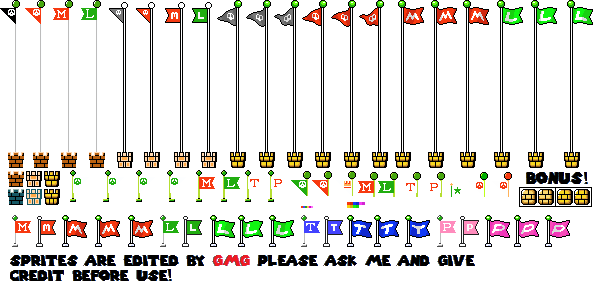 M L M L M M M L L L
M L T P M L T P
BONUS!
M M M M M L L L L L T T T T T P P P P P
SPRITES ARE EDITED BY GMG PLEASE ASK ME AND GIVE
CREDIT BEFORE USE!